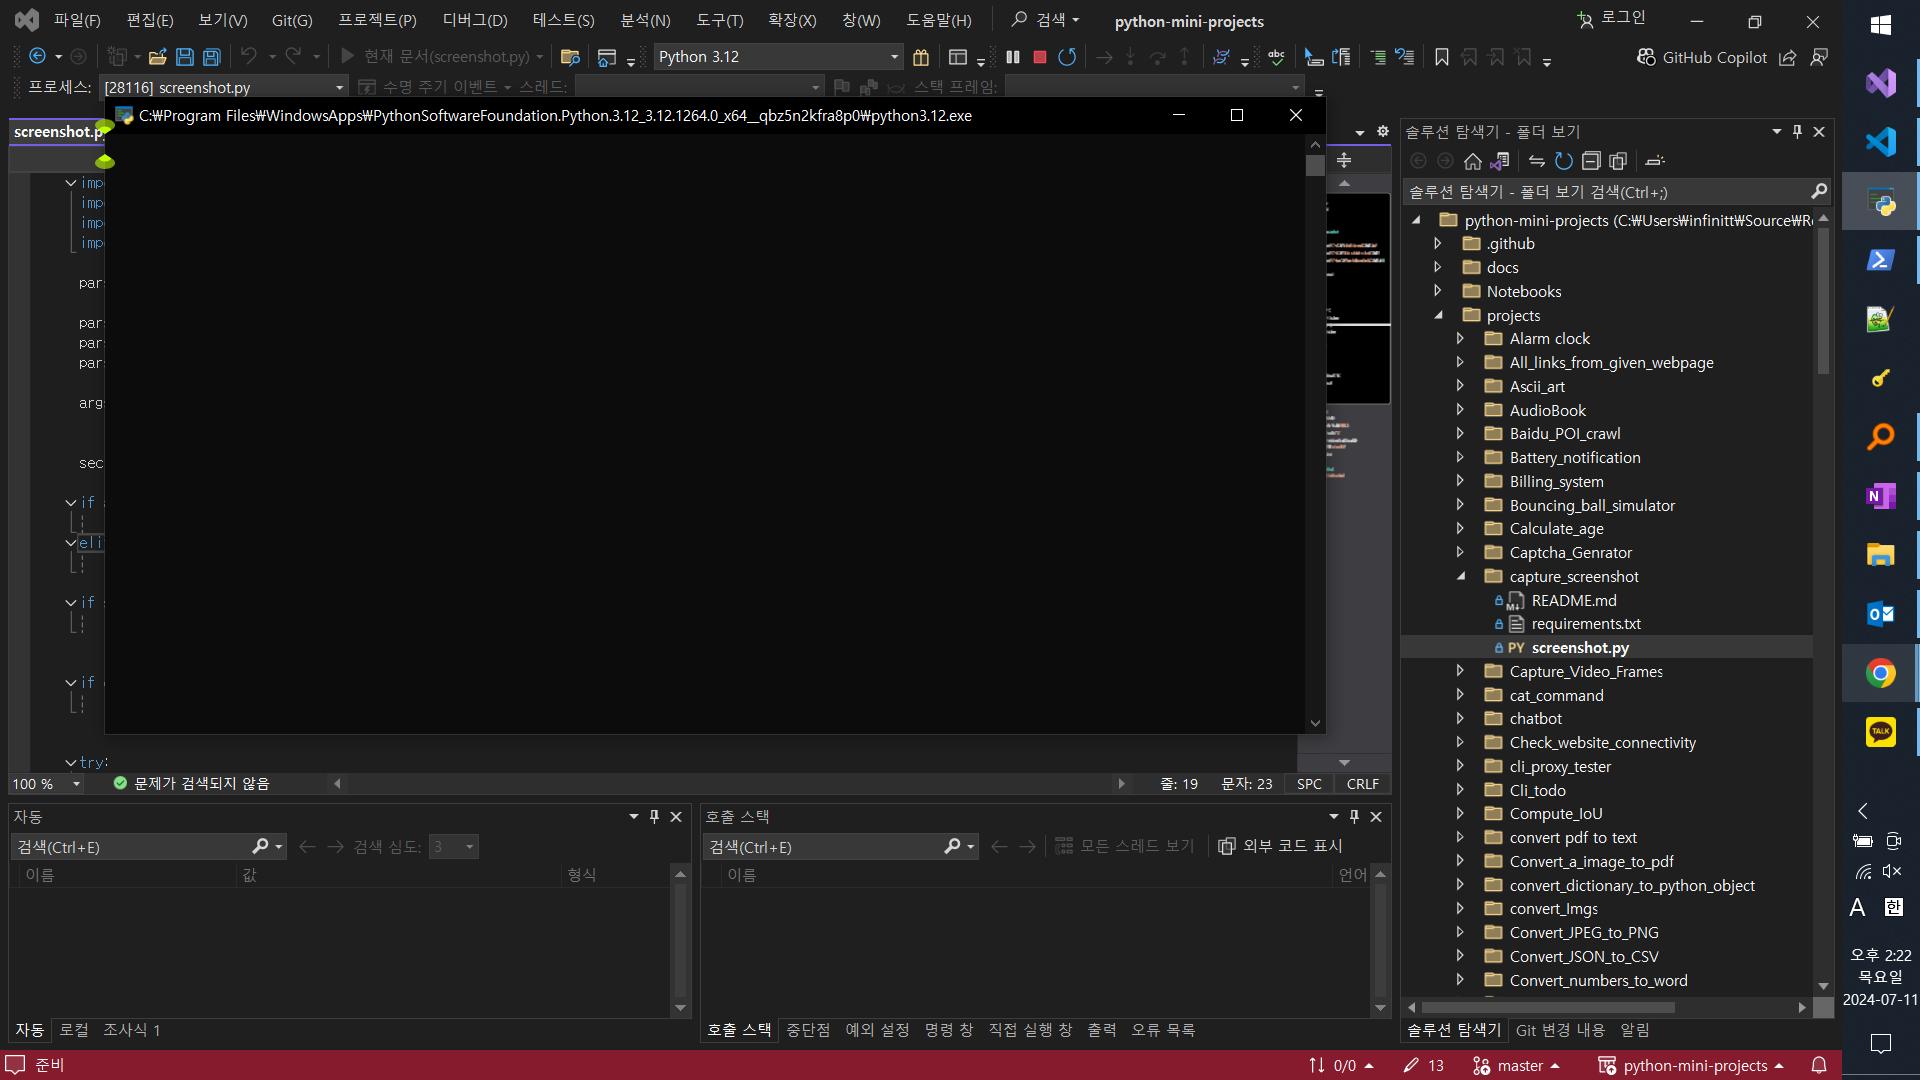 파일(F) 편집(E) 보기(V) Git(G) 프로젝트(P) 디버그(D) 테스트(S) 분석(N) 도구(T) 확장(X) 창(W) 도움말(H) 검색 python-mini-projects 로그인
현재 문서(screenshot.py) Python 3.12 GitHub Copilot
프로세스: [28116] screenshot.py 수명 주기 이벤트 스레드: 스택 프레임:
C:₩Program Files₩WindowsApps₩PythonSoftwareFoundation.Python.3.12_3.12.1264.0_x64__qbz5n2kfra8p0₩python3.12.exe
screenshot.p
imp
imp
imp
imp
par
par
par
par
arg
sec
if
eli
if s
if
try:
100 % 문제가 검색되지 않음 줄: 19 문자: 23 SPC CRLF
자동
검색(Ctrl+E) 검색 심도: 3
이름 값 형식
자동 로컬 조사식 1
호출 스택
검색(Ctrl+E) 모든 스레드 보기 외부 코드 표시
이름 언어
호출 스택 중단점 예외 설정 명령 창 직접 실행 창 출력 오류 목록
솔루션 탐색기 - 폴더 보기
솔루션 탐색기 - 폴더 보기 검색(Ctrl+;)
python-mini-projects (C:₩Users₩infinitt₩Source₩R
.github
docs
Notebooks
projects
Alarm clock
All_links_from_given_webpage
Ascii_art
AudioBook
Baidu_POI_crawl
Battery_notification
Billing_system
Bouncing_ball_simulator
Calculate_age
Captcha_Genrator
capture_screenshot
README.md
requirements.txt
PY screenshot.py
Capture_Video_Frames
cat_command
chatbot
Check_website_connectivity
cli_proxy_tester
Cli_todo
Compute_IoU
convert pdf to text
Convert_a_image_to_pdf
convert_dictionary_to_python_object
convert_Imgs
Convert_JPEG_to_PNG
Convert_JSON_to_CSV
Convert_numbers_to_word
솔루션 탐색기 Git 변경 내용 알림
준비 0/0 13 master python-mini-projects
TALK
A 한
오후 2:22
목요일
2024-07-11